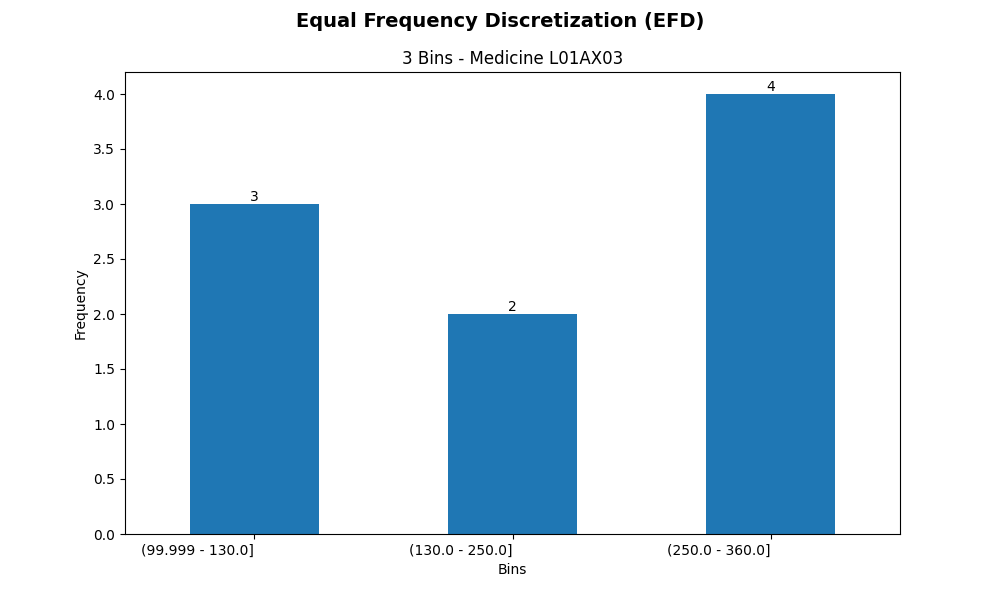 Equal Frequency Discretization (EFD)
3 Bins - Medicine L01AX03
4.0
3.5
3.0
2.5
2.0
1.5
1.0
0.5
0.0
Frequency
3
2
4
(99.999 - 130.0]
(130.0 - 250.0]
(250.0 - 360.0]
Bins